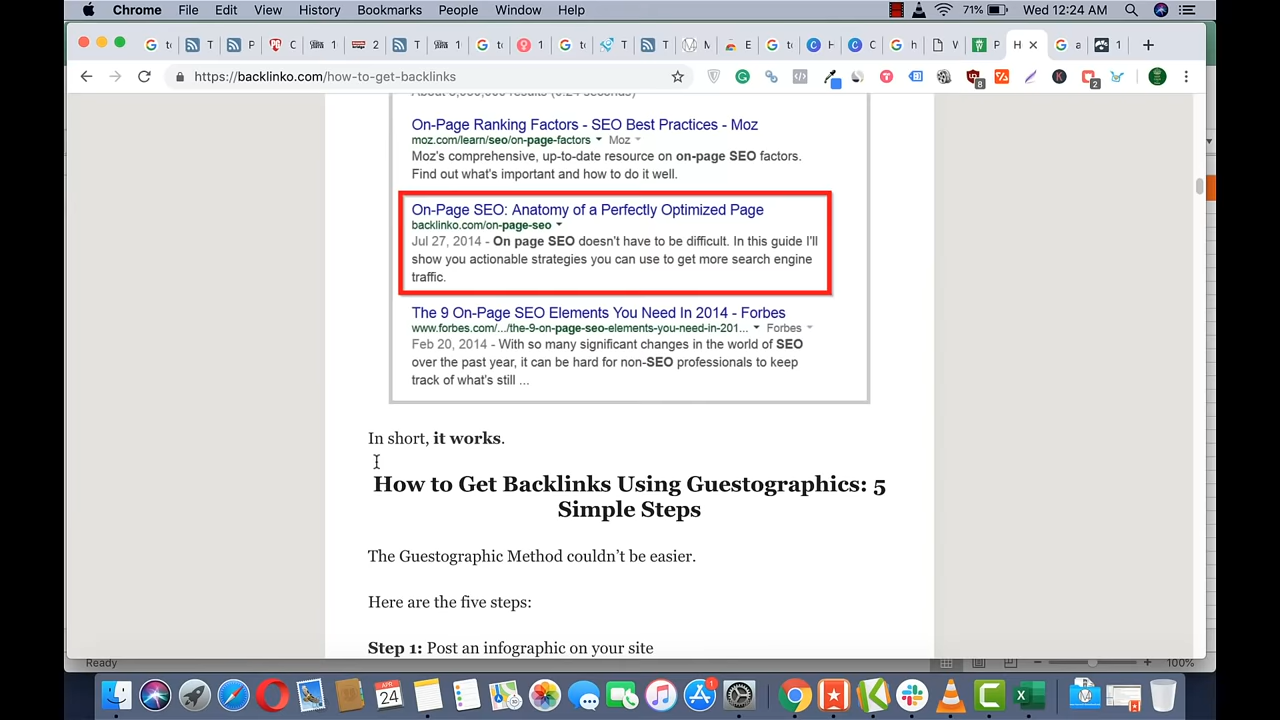 Chrome File Edit View History Bookmarks People Window Help 71% Wed 12:24 AM
https://backlinko.com/how-to-get-backlinks
8
2
On-Page Ranking Factors - SEO Best Practices - Moz
moz.com/learn/seo/on-page-factors Moz
Moz's comprehensive, up-to-date resource on on-page SEO factors.
Find out what's important and how to do it well.
On-Page SEO: Anatomy of a Perfectly Optimized Page
backlinko.com/on-page-seo
Jul 27, 2014 - On page SEO doesn't have to be difficult. In this guide I'll
show you actionable strategies you can use to get more search engine
traffic.
The 9 On-Page SEO Elements You Need In 2014 - Forbes
www.forbes.com/.../the-9-on-page-seo-elements-you-need-in-201... Forbes
Feb 20, 2014 - With so many significant changes in the world of SEO
over the past year, it can be hard for non-SEO professionals to keep
track of what's still ...
In short, it works.
How to Get Backlinks Using Guestographics: 5
Simple Steps
The Guestographic Method couldn’t be easier.
Here are the five steps:
Step 1: Post an infographic on your site
Ready 100%
APR
24
1